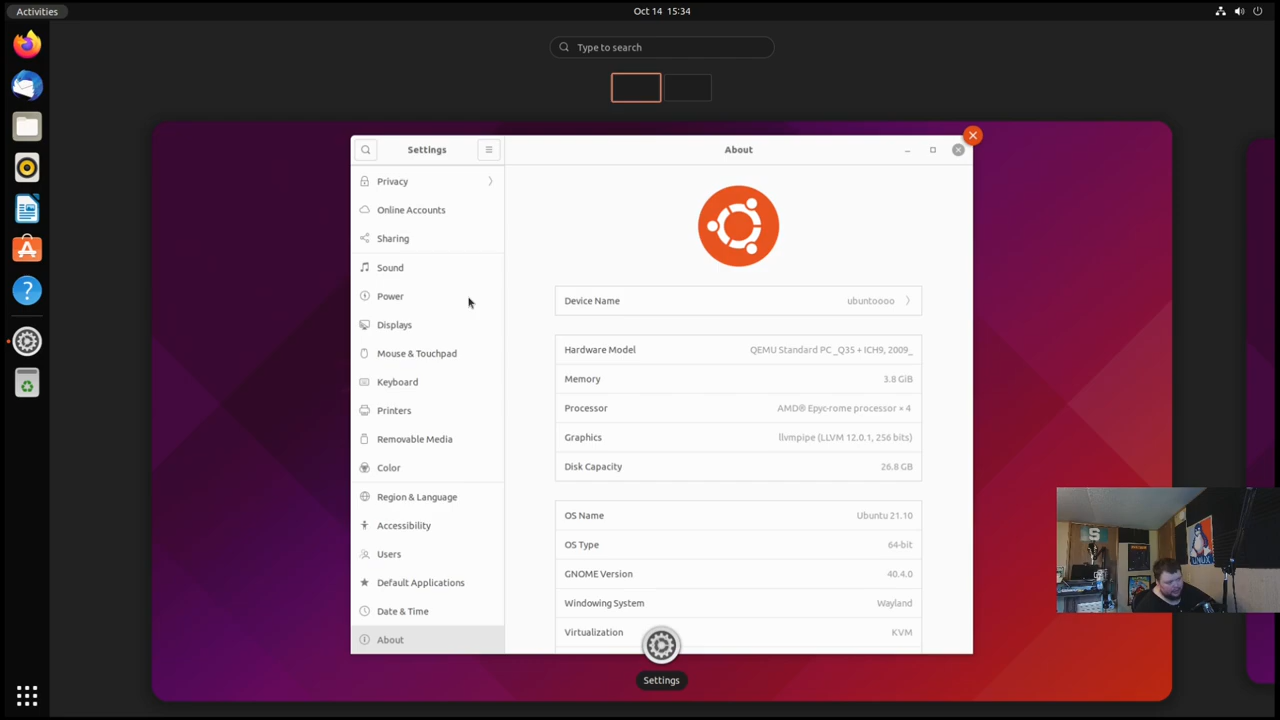 Activities
Oct 14 15:34
Type to search
Settings
About
Privacy
Online Accounts
Sharing
Sound
Power
Displays
Mouse & Touchpad
Keyboard
Printers
Removable Media
Color
Region & Language
Accessibility
Users
Default Applications
Date & Time
About
Device Name ubuntoooo
Hardware Model QEMU Standard PC _Q35 + ICH9, 2009_
Memory 3.8 GiB
Processor AMD® Epyc-rome processor × 4
Graphics llvmpipe (LLVM 12.0.1, 256 bits)
Disk Capacity 26.8 GB
OS Name Ubuntu 21.10
OS Type 64-bit
GNOME Version 40.4.0
Windowing System Wayland
Virtualization KVM
Settings
LINUX